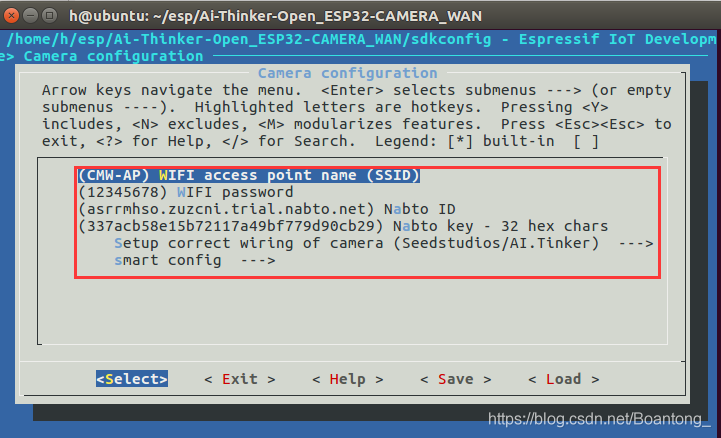 h@ubuntu: ~/esp/Ai-Thinker-Open_ESP32-CAMERA_WAN
/home/h/esp/Ai-Thinker-Open_ESP32-CAMERA_WAN/sdkconfig - Espressif IoT Developm
e> Camera configuration
Camera configuration
Arrow keys navigate the menu. <Enter> selects submenus ---> (or empty
submenus ----). Highlighted letters are hotkeys. Pressing <Y>
includes, <N> excludes, <M> modularizes features. Press <Esc><Esc> to
exit, <?> for Help, </> for Search. Legend: [*] built-in [ ]
(CMW-AP) WIFI access point name (SSID)
(12345678) WIFI password
(asrrmhso.zuzcni.trial.nabto.net) Nabto ID
(337acb58e15b72117a49bf779d90cb29) Nabto key - 32 hex chars
Setup correct wiring of camera (Seedstudios/AI.Tinker) --->
smart config --->
<Select> < Exit > < Help > < Save > < Load >
https://blog.csdn.net/Boantong_